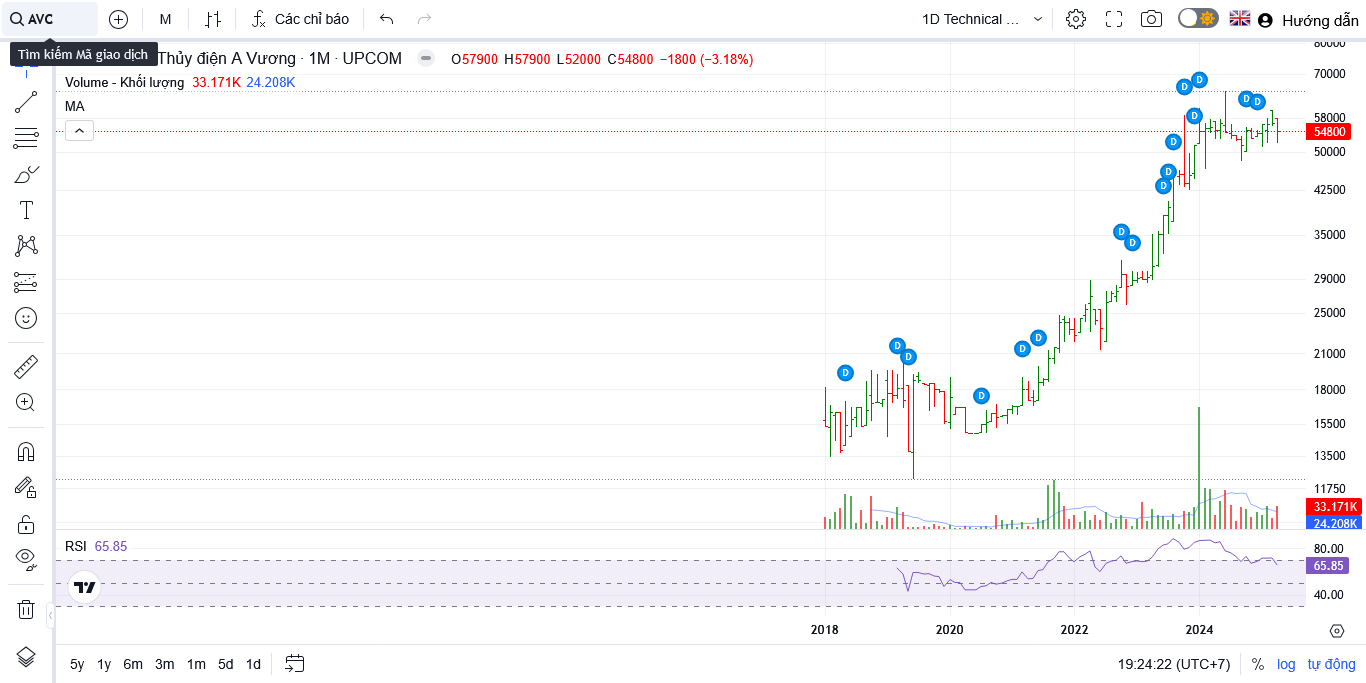 AVC M Các chỉ báo 1D Technical ... Hướng dẫn
Tìm kiếm Mã giao dịch
Thủy điện A Vương · 1M · UPCOM O57900 H57900 L52000 C54800 −1800 (−3.18%)
Volume - Khối lượng 33.171K 24.208K
MA
80000
70000
58000
54800
50000
42500
35000
29000
25000
21000
18000
15500
13500
11750
33.171K
24.208K
D D
D D
D
D
D
D
D
D
D
D
D
D
D
D
RSI 65.85
80.00
65.85
40.00
2018 2020 2022 2024
5y 1y 6m 3m 1m 5d 1d 19:24:22 (UTC+7) % log tự động